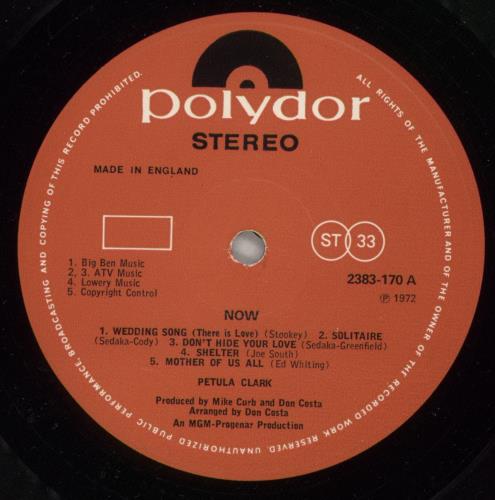 polydor
STEREO
MADE IN ENGLAND
ST 33
1. Big Ben Music
2, 3. ATV Music
4. Lowery Music
5. Copyright Control
2383-170 A
Ⓟ 1972
NOW
1. WEDDING SONG (There is Love) (Stookey) 2. SOLITAIRE
(Sedaka-Cody) 3. DON'T HIDE YOUR LOVE (Sedaka-Greenfield)
4. SHELTER (Joe South)
5. MOTHER OF US ALL (Ed Whiting)
PETULA CLARK
Produced by Mike Curb and Don Costa
Arranged by Don Costa
An MGM-Progenar Production
ALL RIGHTS OF THE MANUFACTURER AND OF THE OWNER OF THE RECORDED WORK RESERVED. UNAUTHORIZED PUBLIC PERFORMANCE, BROADCASTING AND COPYING OF THIS RECORD PROHIBITED.